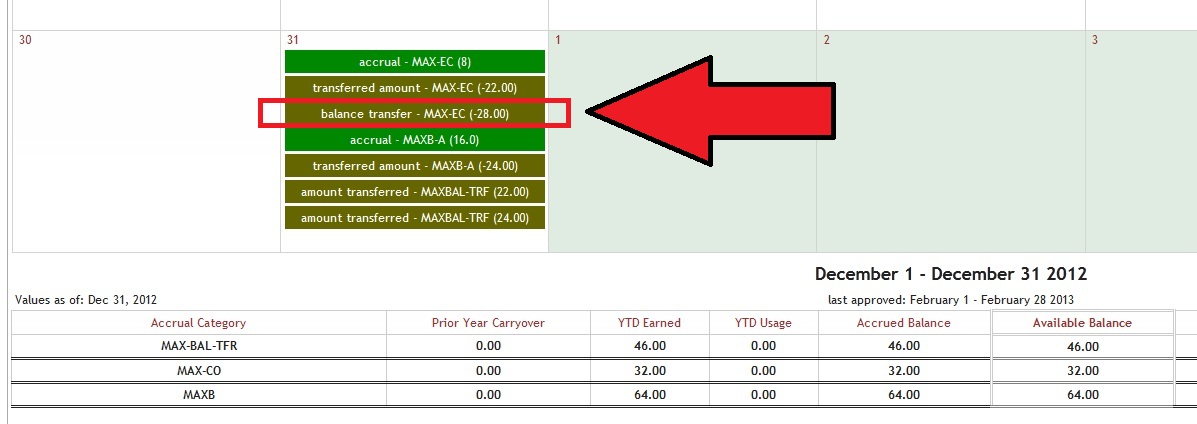 30 31 1 2 3
accrual - MAX-EC (8)
transferred amount - MAX-EC (-22.00)
balance transfer - MAX-EC (-28.00)
accrual - MAXB-A (16.0)
transferred amount - MAXB-A (-24.00)
amount transferred - MAXBAL-TRF (22.00)
amount transferred - MAXBAL-TRF (24.00)
December 1 - December 31 2012
Values as of: Dec 31, 2012 last approved: February 1 - February 28 2013
Accrual Category Prior Year Carryover YTD Earned YTD Usage Accrued Balance Available Balance
MAX-BAL-TFR 0.00 46.00 0.00 46.00 46.00
MAX-CO 0.00 32.00 0.00 32.00 32.00
MAXB 0.00 64.00 0.00 64.00 64.00